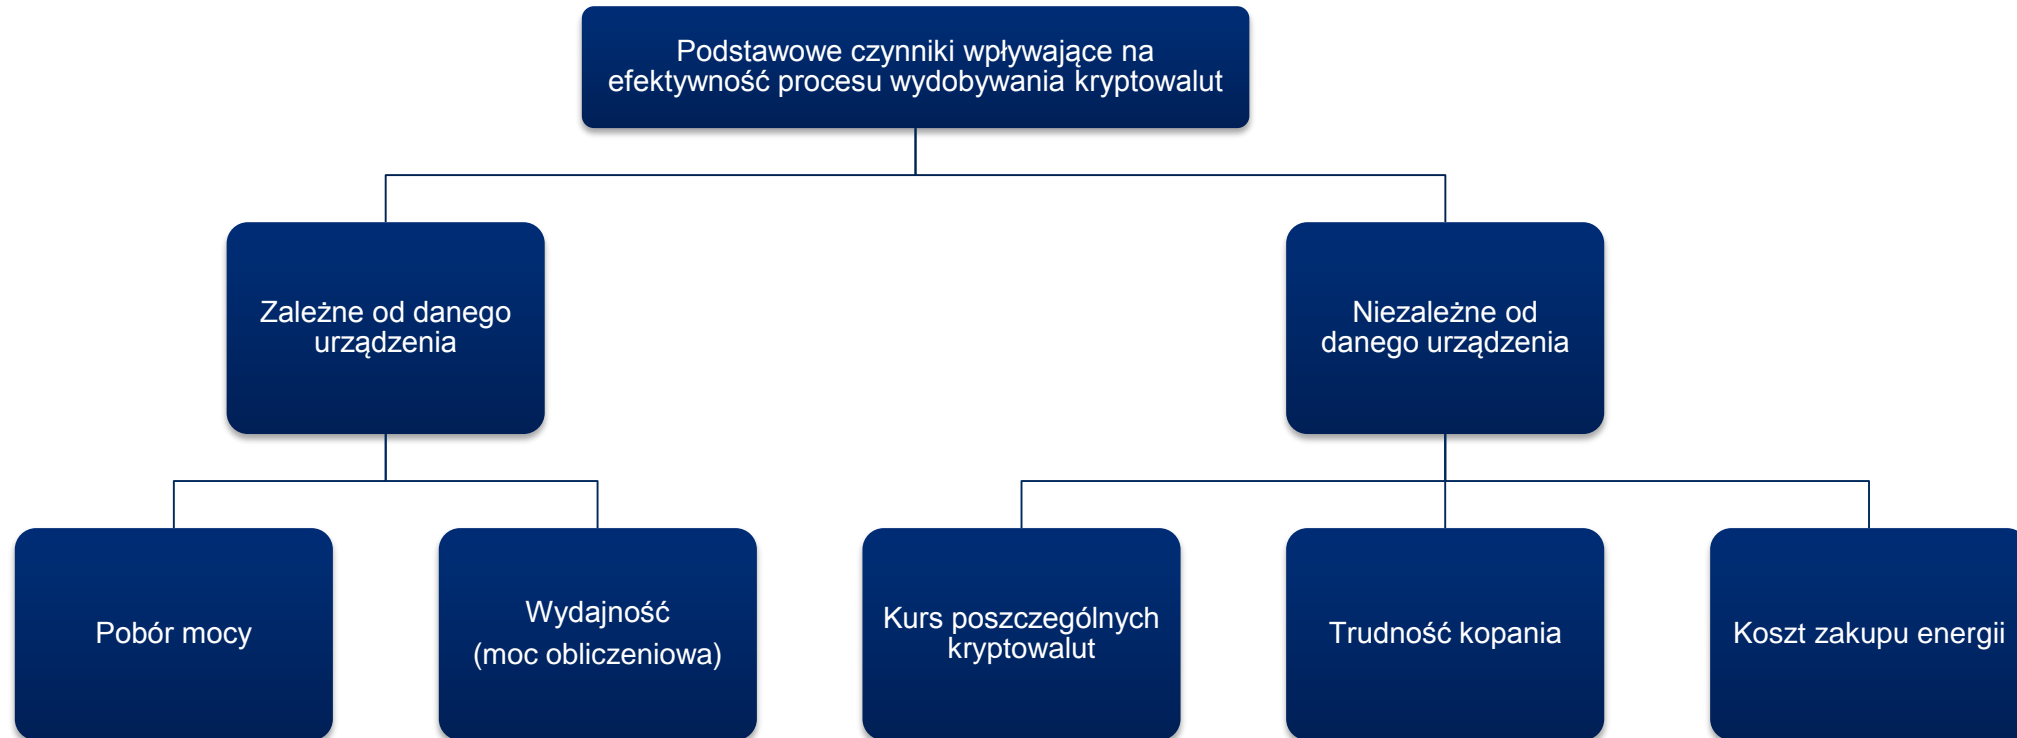 Podstawowe czynniki wpływające na
efektywność procesu wydobywania kryptowalut
Zależne od danego
urządzenia
Niezależne od
danego urządzenia
Pobór mocy
Wydajność
(moc obliczeniowa)
Kurs poszczególnych
kryptowalut
Trudność kopania
Koszt zakupu energii